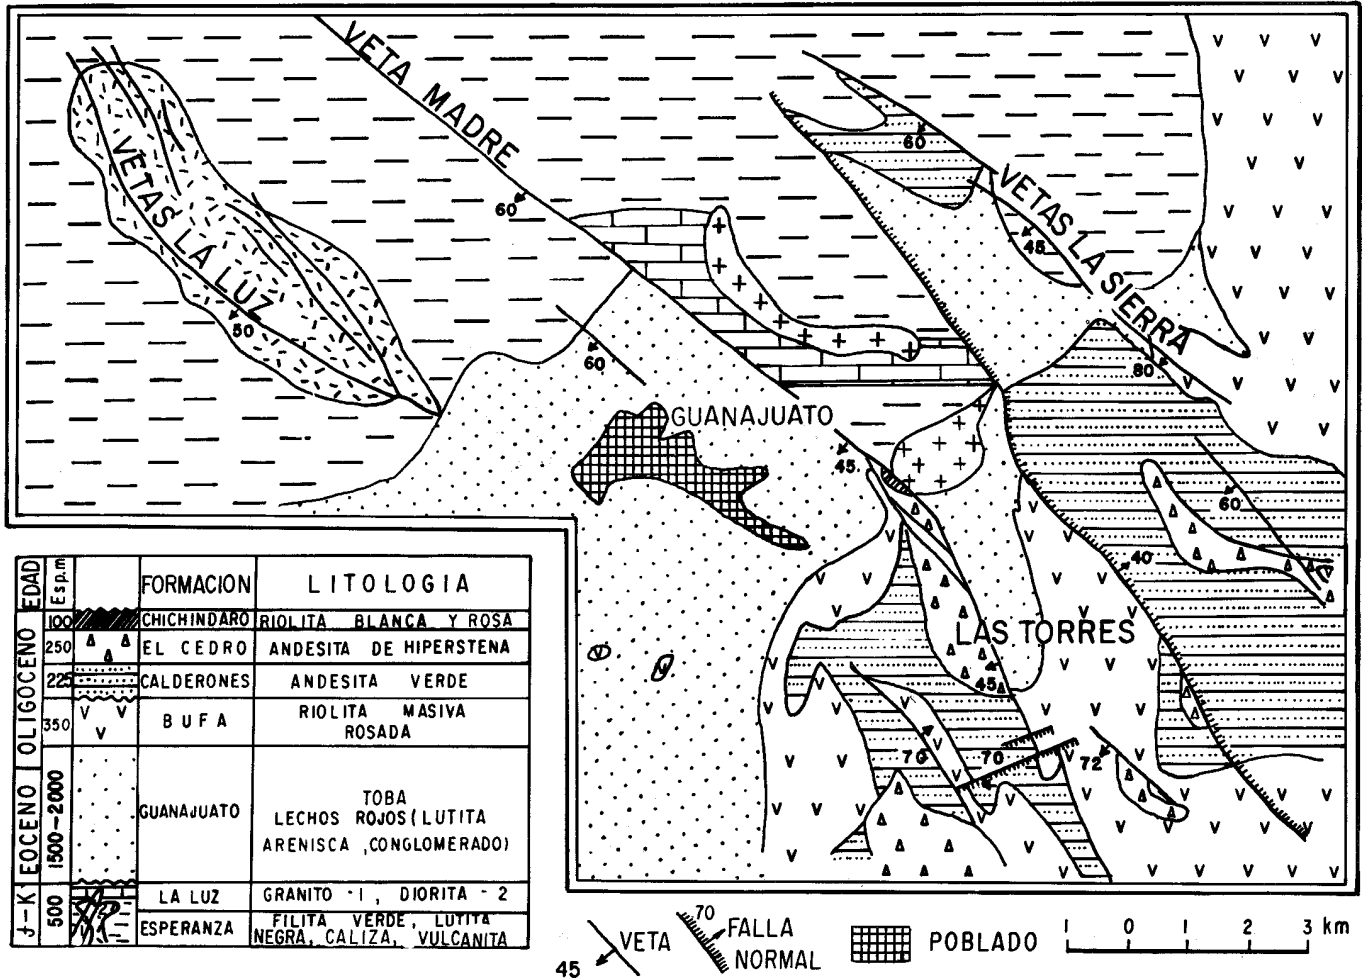 VETA MADRE
VETAS LA LUZ
VETAS LA SIERRA
60
60
45
50
60
80
GUANAJUATO
45
60
40
LAS TORRES
45
70
70
72
EDAD
Esp.m
FORMACION
LITOLOGIA
OLIGOCENO
100
CHICHINDARO
RIOLITA BLANCA Y ROSA
250
EL CEDRO
ANDESITA DE HIPERSTENA
225
CALDERONES
ANDESITA VERDE
350
BUFA
RIOLITA MASIVA
ROSADA
EOCENO
1500-2000
GUANAJUATO
TOBA
LECHOS ROJOS (LUTITA
ARENISCA, CONGLOMERADO)
J-K
500
LA LUZ
GRANITO -1, DIORITA -2
ESPERANZA
FILITA VERDE, LUTITA
NEGRA, CALIZA, VULCANITA
45
VETA
70
FALLA
NORMAL
POBLADO
1 0 1 2 3 km